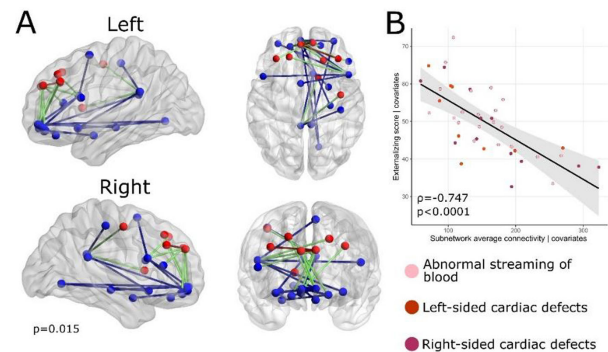 A
Left
Right
p=0.015
B
Externalizing score | covariates
70
60
50
40
30
ρ=-0.747
p<0.0001
100
200
300
Subnetwork average connectivity | covariates
Abnormal streaming of
blood
Left-sided cardiac defects
Right-sided cardiac defects